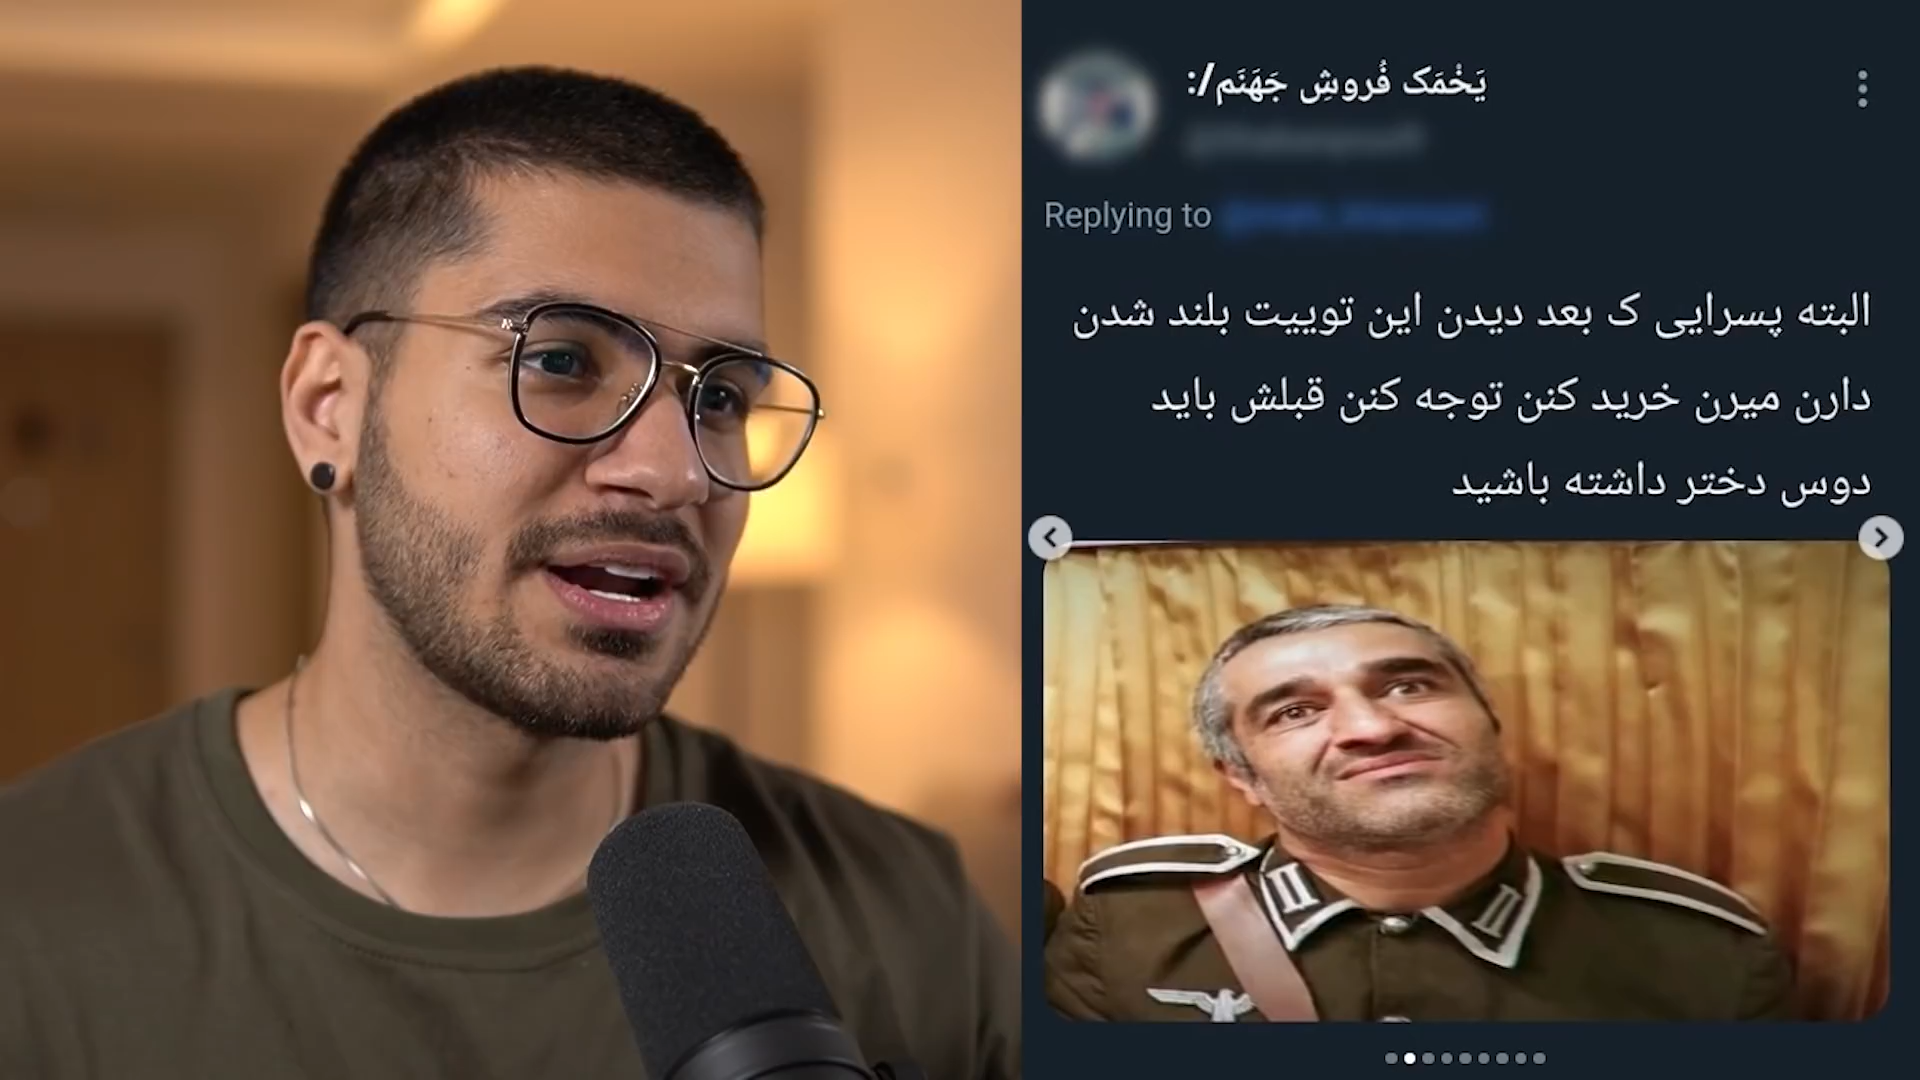 یَخْمَک فُروشِ جَهَنَم/:
Replying to
البته پسرایی ک بعد دیدن این توییت بلند شدن
دارن میرن خرید کنن توجه کنن قبلش باید
دوس دختر داشته باشید